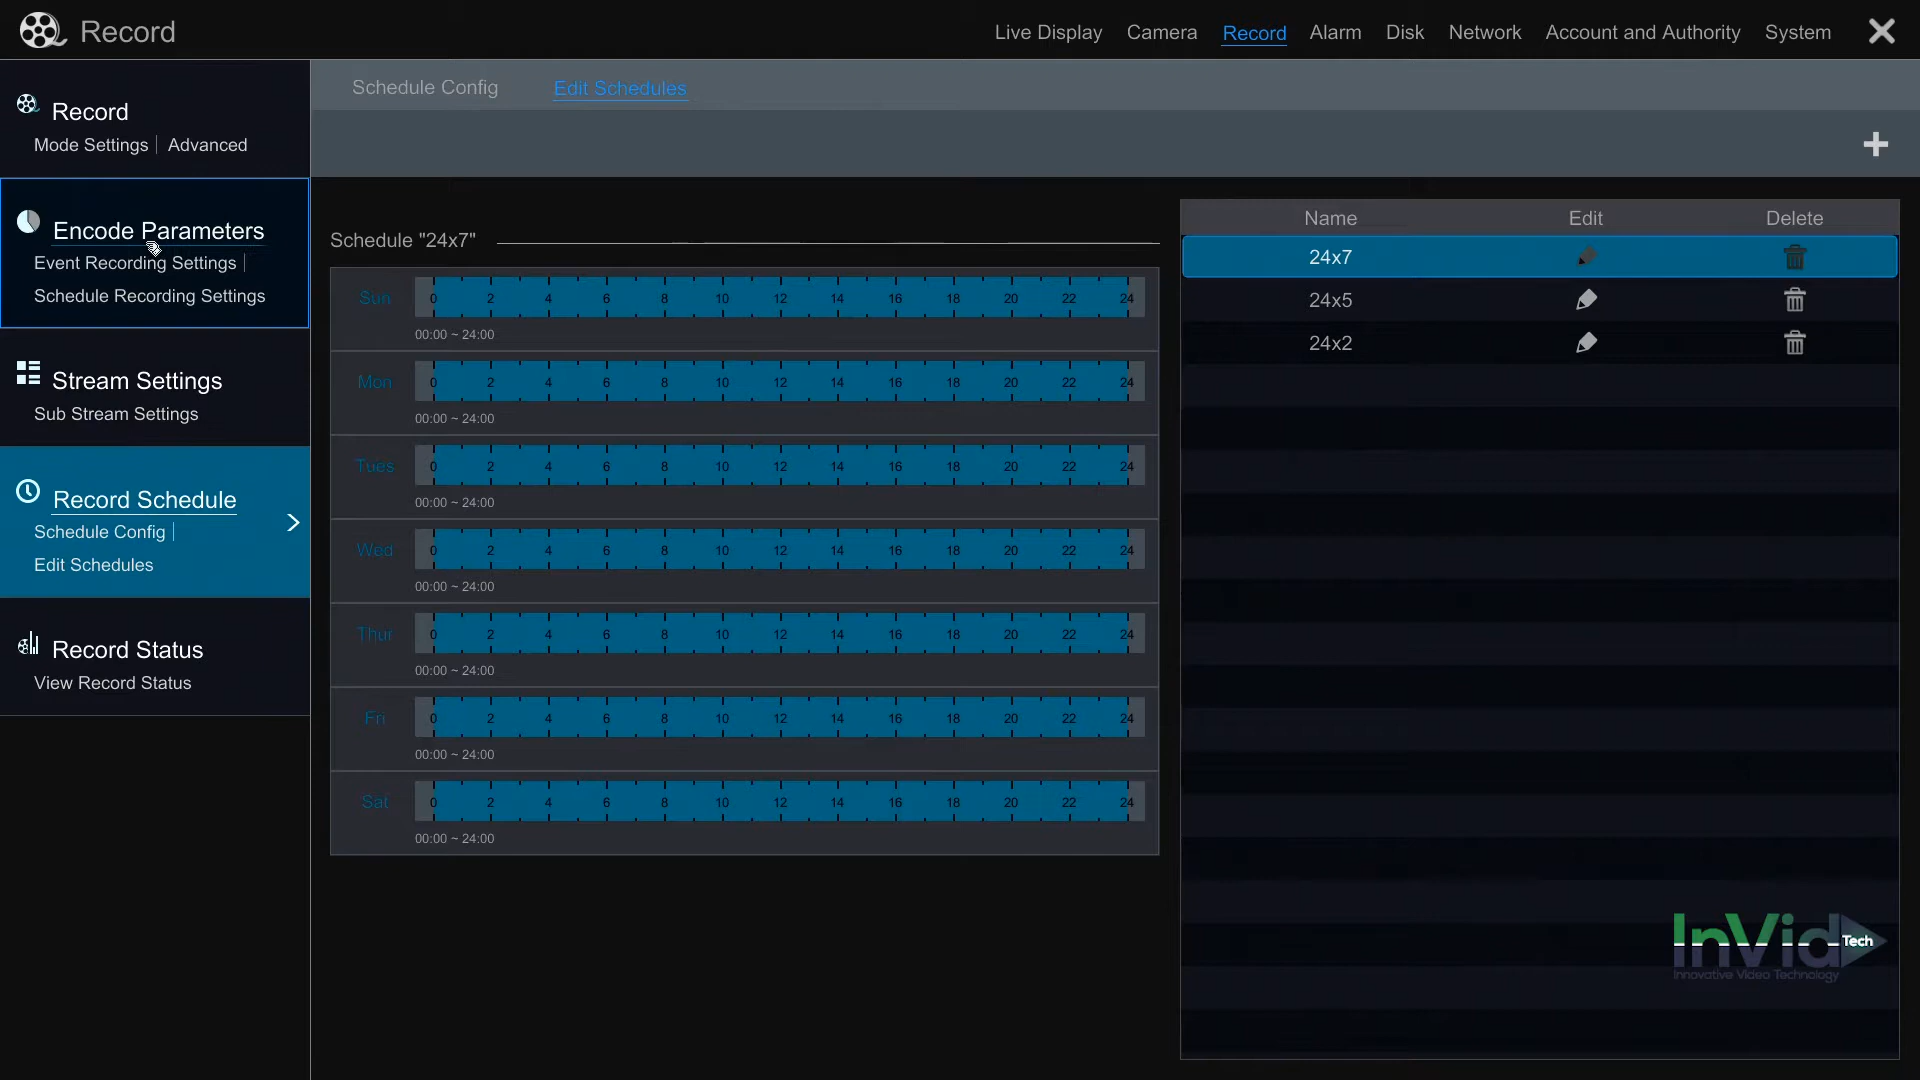 Record
Live Display Camera Record Alarm Disk Network Account and Authority System
Record
Mode Settings | Advanced
Encode Parameters
Event Recording Settings |
Schedule Recording Settings
Stream Settings
Sub Stream Settings
Record Schedule
Schedule Config |
Edit Schedules
Record Status
View Record Status
Schedule Config Edit Schedules
Schedule "24x7"
Sun 0 2 4 6 8 10 12 14 16 18 20 22 24
00:00 ~ 24:00
Mon 0 2 4 6 8 10 12 14 16 18 20 22 24
00:00 ~ 24:00
Tues 0 2 4 6 8 10 12 14 16 18 20 22 24
00:00 ~ 24:00
Wed 0 2 4 6 8 10 12 14 16 18 20 22 24
00:00 ~ 24:00
Thur 0 2 4 6 8 10 12 14 16 18 20 22 24
00:00 ~ 24:00
Fri 0 2 4 6 8 10 12 14 16 18 20 22 24
00:00 ~ 24:00
Sat 0 2 4 6 8 10 12 14 16 18 20 22 24
00:00 ~ 24:00
Name Edit Delete
24x7
24x5
24x2
InVid Tech
Innovative Video Technology